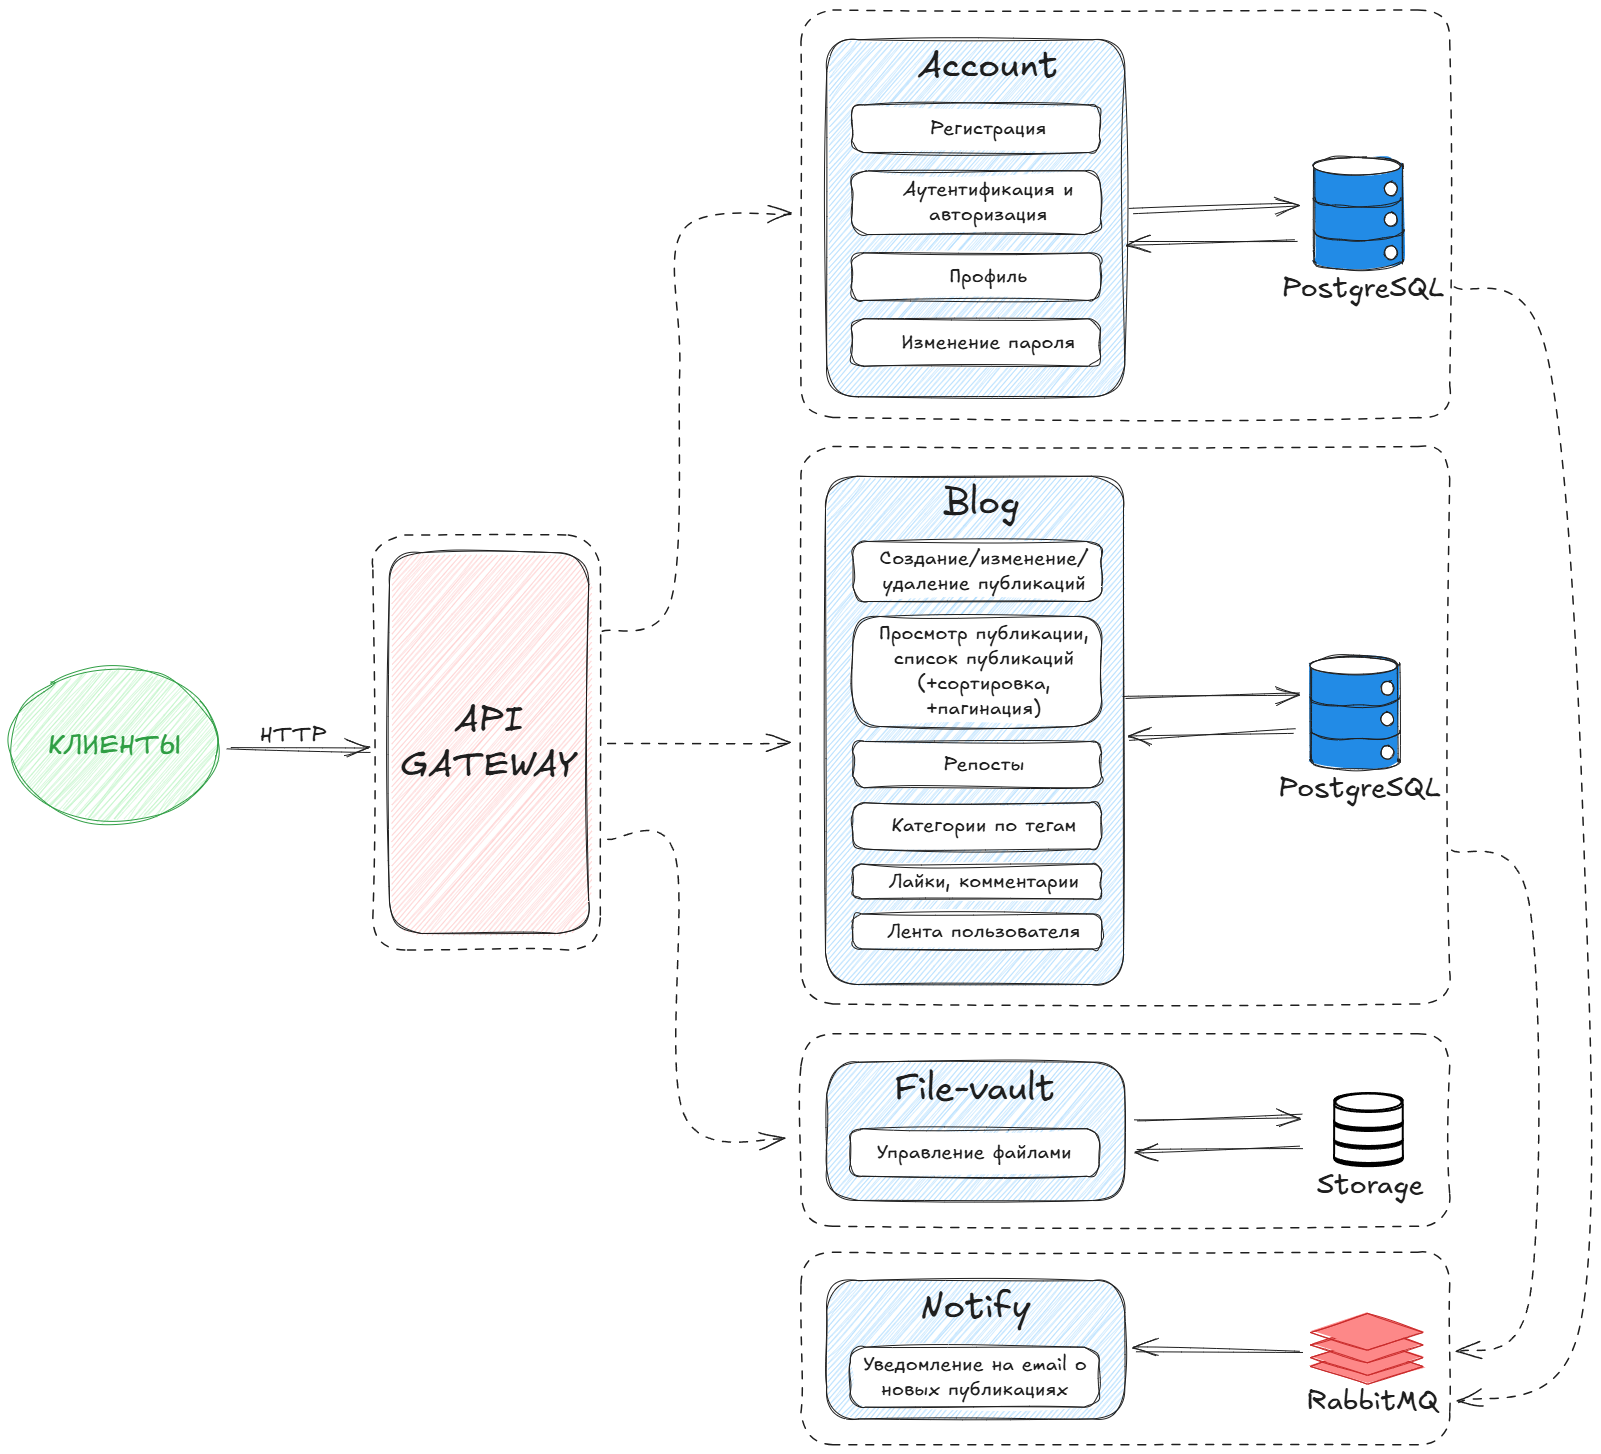 КЛИЕНТЫ
HTTP
API
GATEWAY
Account
Регистрация
Аутентификация и
авторизация
Профиль
Изменение пароля
PostgreSQL
Blog
Создание/изменение/
удаление публикаций
Просмотр публикации,
список публикаций
(+сортировка,
+пагинация)
Репосты
Категории по тегам
Лайки, комментарии
Лента пользователя
PostgreSQL
File-vault
Управление файлами
Storage
Notify
Уведомление на email о
новых публикациях
RabbitMQ